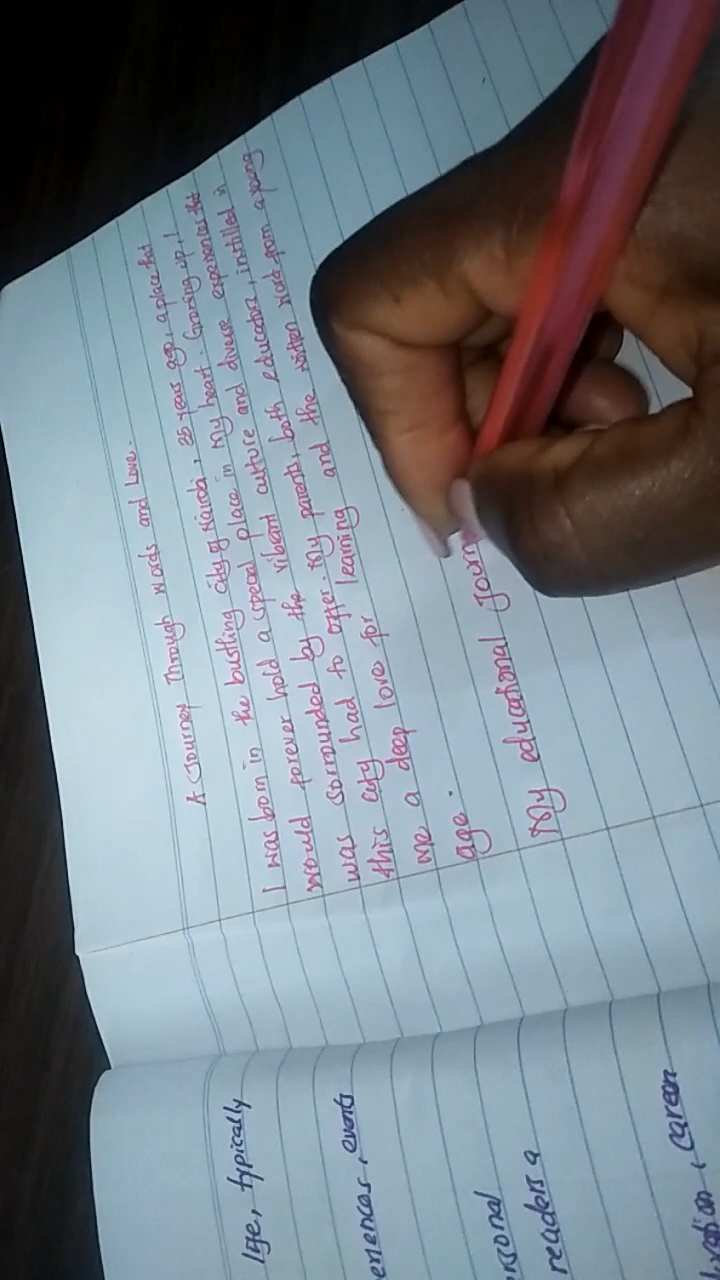 A Journey Through words and Love.
I was born in the bustling city of Nairobi, 25 years ago, a place that
would forever hold a special place in my heart. Growing up, I
was sorrounded by the vibrant culture and diverse experiences that
this city had to offer. My parents, both educators, instilled in
me a deep love for learning and the written word from a young
age.
My educational Journ
life, typically
eriences, events
rsonal
readers a
ucation, career